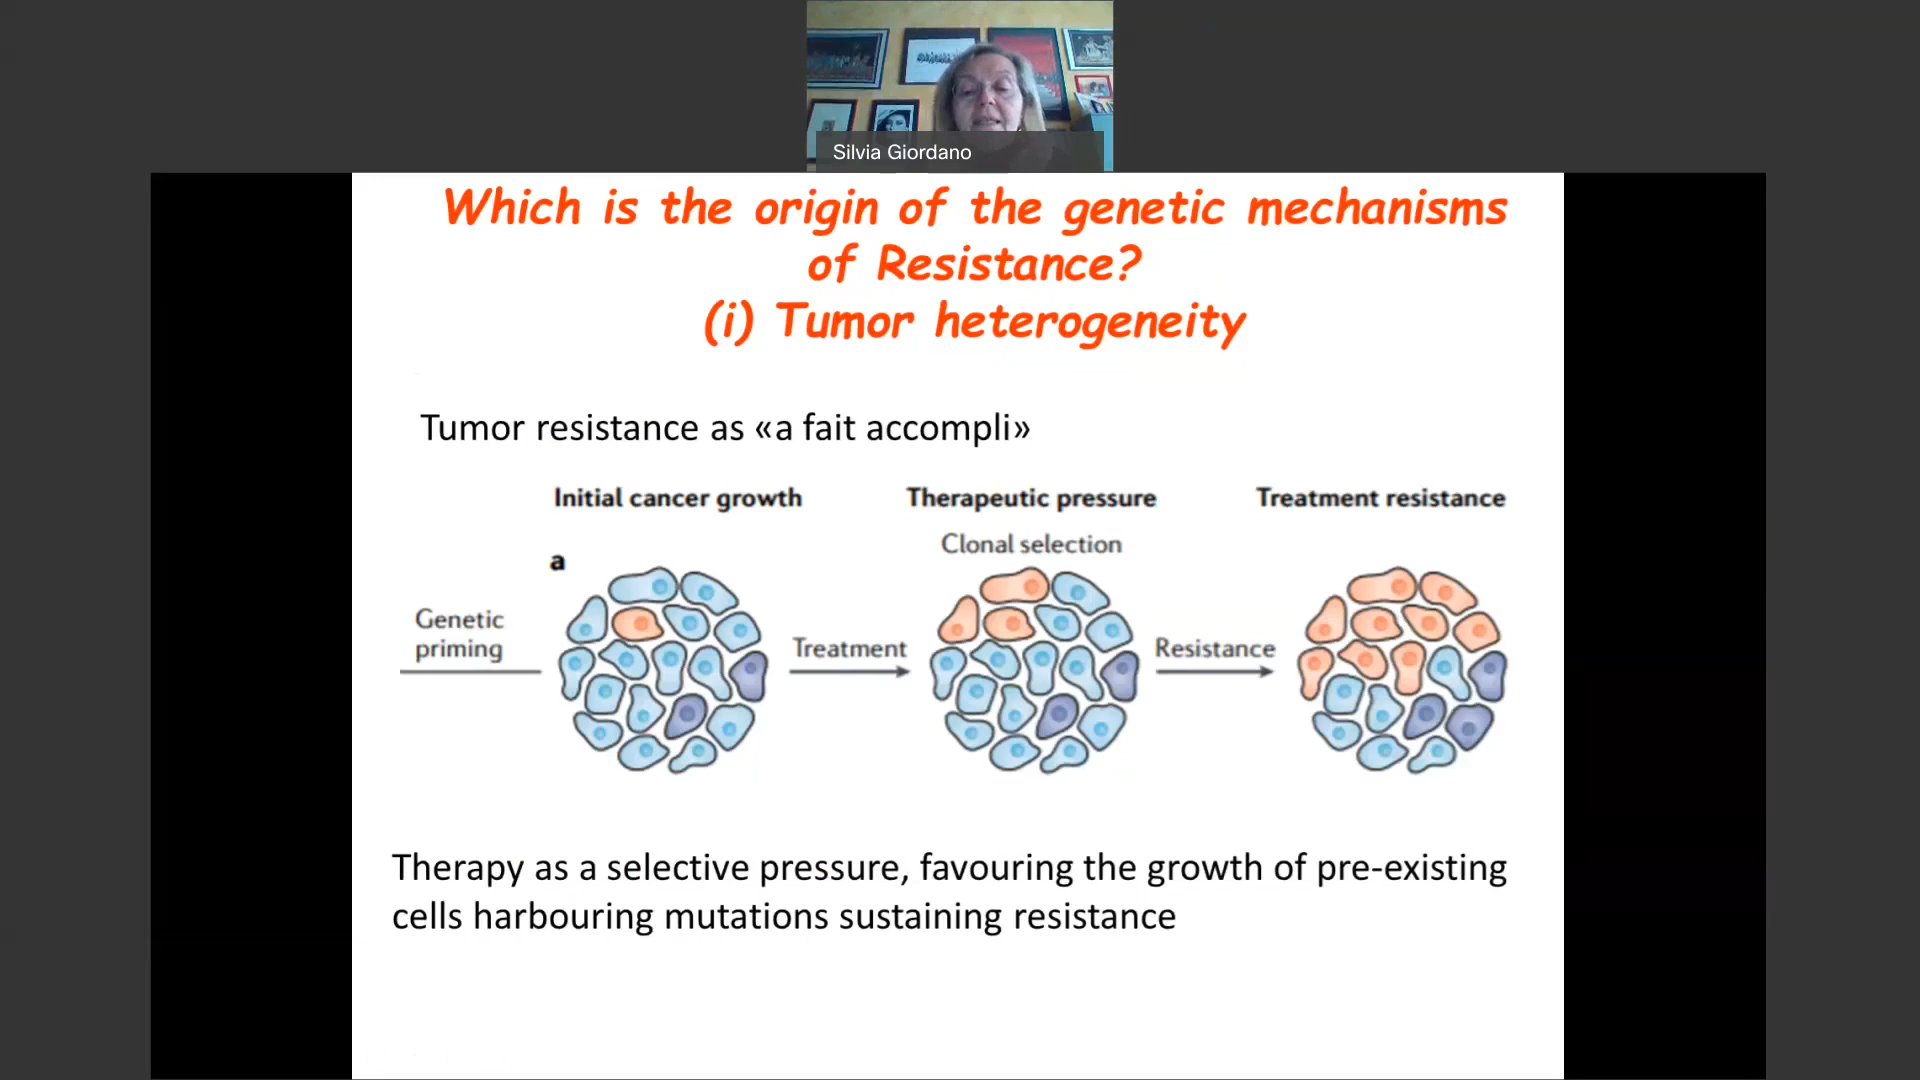 Silvia Giordano
Which is the origin of the genetic mechanisms
of Resistance?
(i) Tumor heterogeneity
Tumor resistance as «a fait accompli»
Initial cancer growth
Therapeutic pressure
Treatment resistance
Clonal selection
a
Genetic
priming
Treatment
Resistance
Therapy as a selective pressure, favouring the growth of pre-existing
cells harbouring mutations sustaining resistance